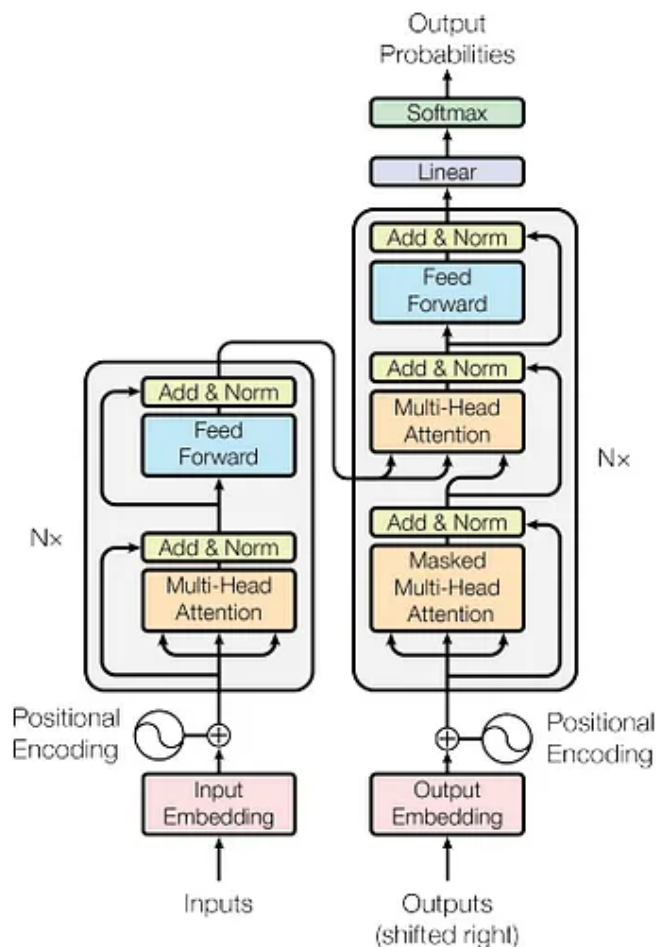 Output
Probabilities
Softmax
Linear
Add & Norm
Feed
Forward
Add & Norm
Multi-Head
Attention
Add & Norm
Masked
Multi-Head
Attention
Nx
Add & Norm
Feed
Forward
Add & Norm
Multi-Head
Attention
Nx
Positional
Encoding
Positional
Encoding
Input
Embedding
Output
Embedding
Inputs
Outputs
(shifted right)